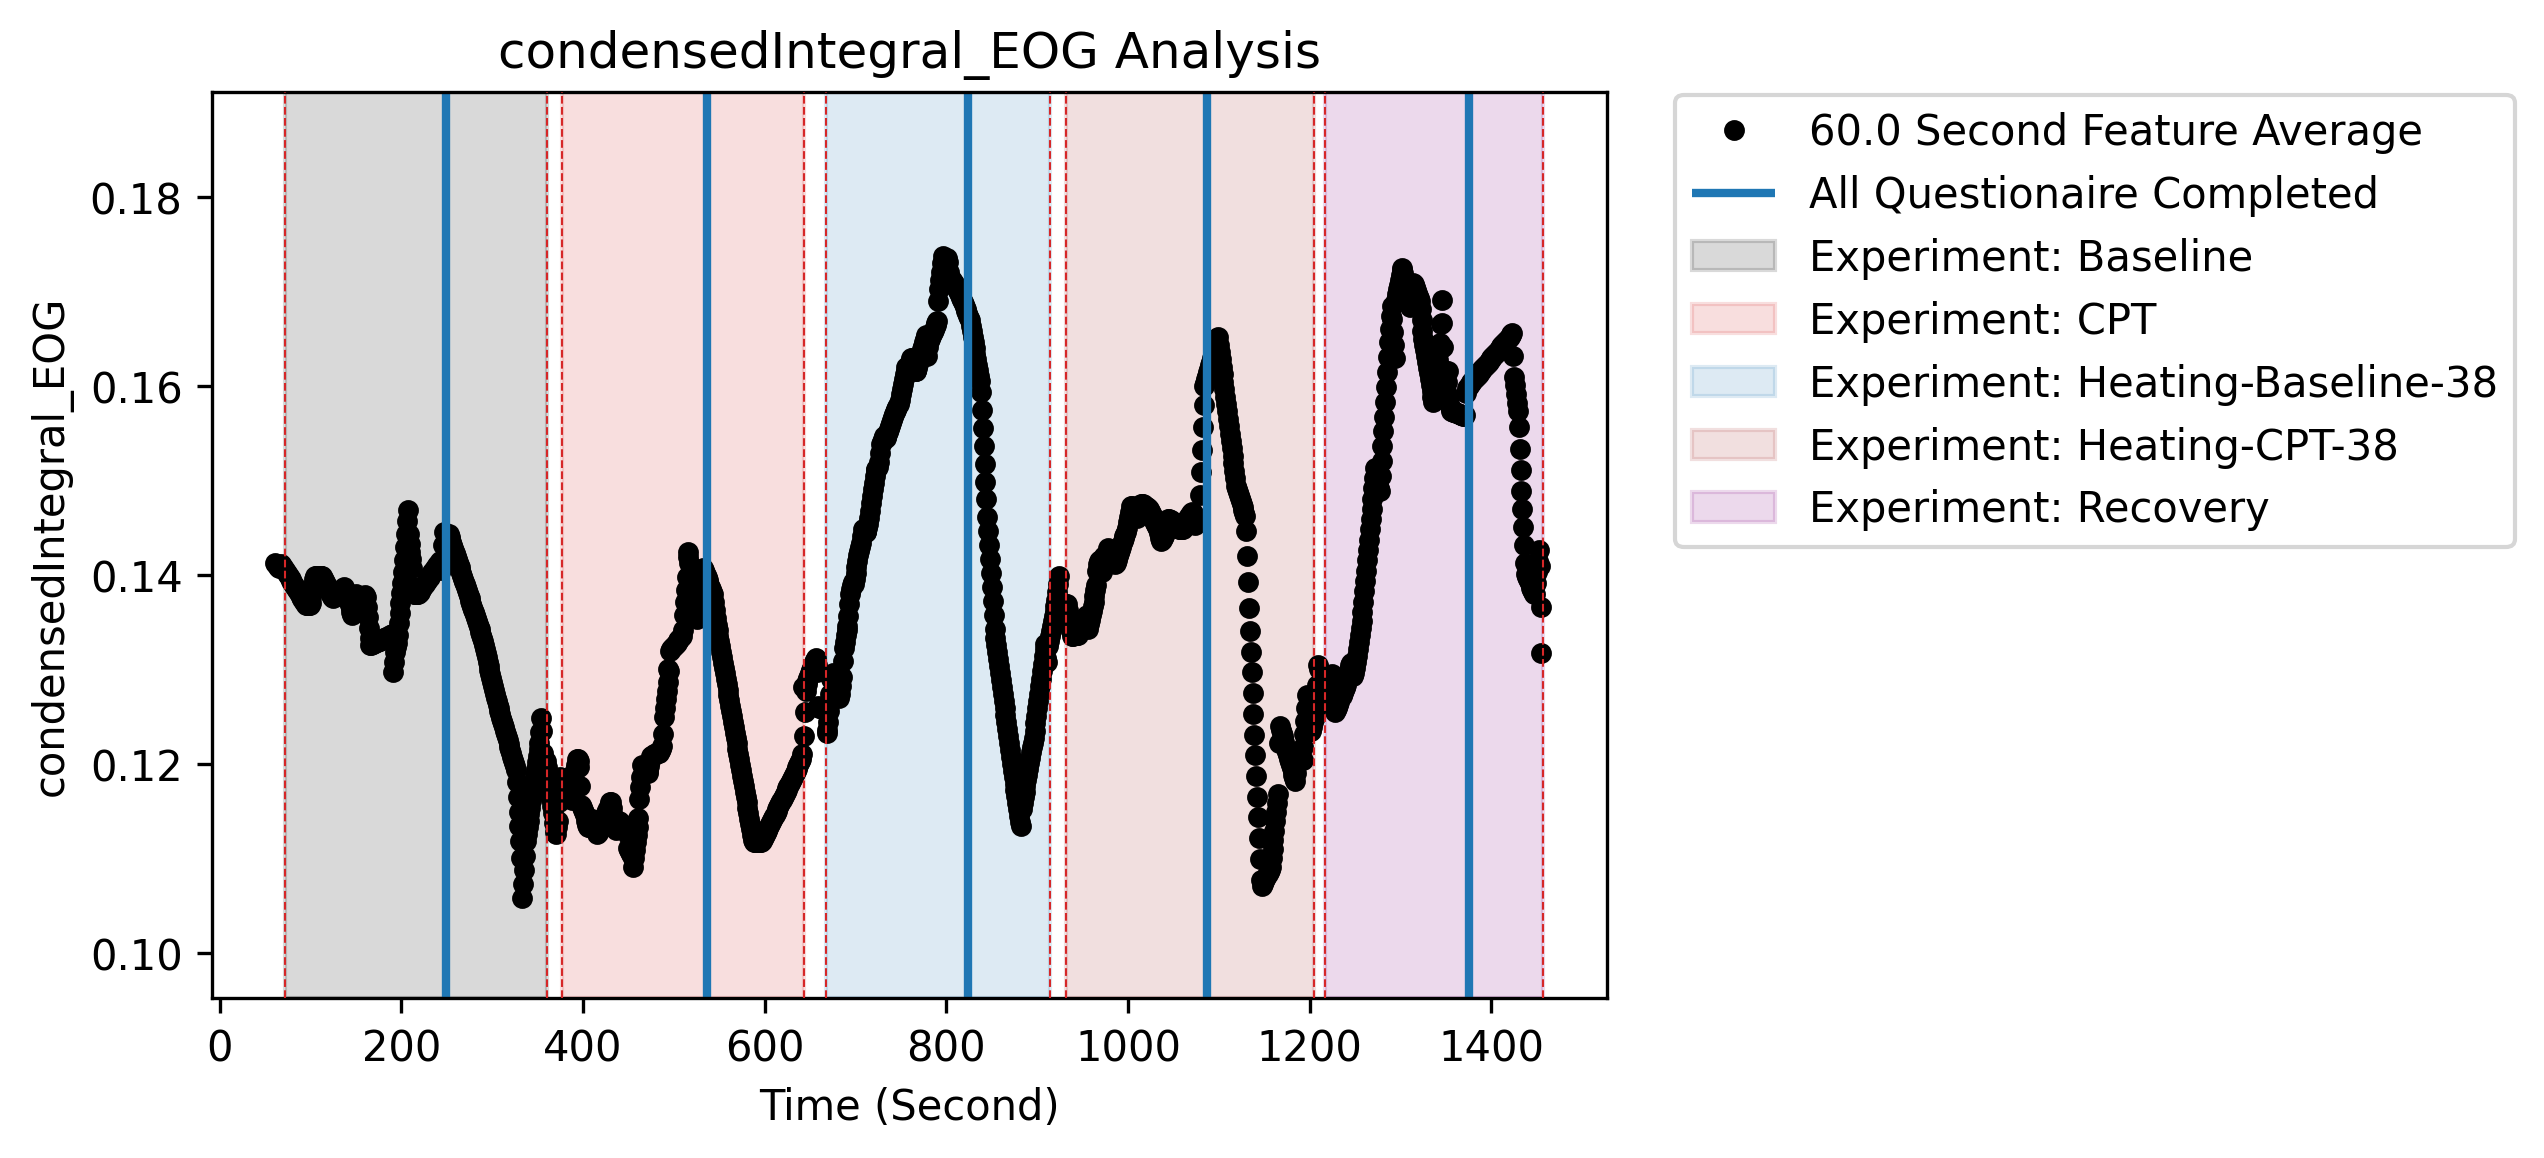 condensedIntegral_EOG Analysis
condensedIntegral_EOG
0.18
0.16
0.14
0.12
0.10
0 200 400 600 800 1000 1200 1400
Time (Second)
60.0 Second Feature Average
All Questionaire Completed
Experiment: Baseline
Experiment: CPT
Experiment: Heating-Baseline-38
Experiment: Heating-CPT-38
Experiment: Recovery